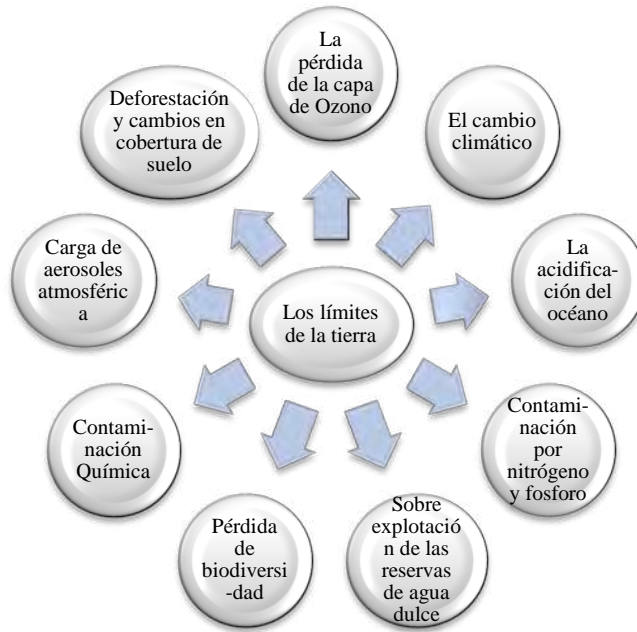 La
pérdida
de la capa
de Ozono
El cambio
climático
La
acidifica-
ción del
océano
Contami-
nación
por
nitrógeno
y fosforo
Sobre
explotació
n de las
reservas
de agua
dulce
Pérdida
de
biodiversi
-dad
Contami-
nación
Química
Carga de
aerosoles
atmosféric
a
Deforestación
y cambios en
cobertura de
suelo
Los límites
de la tierra